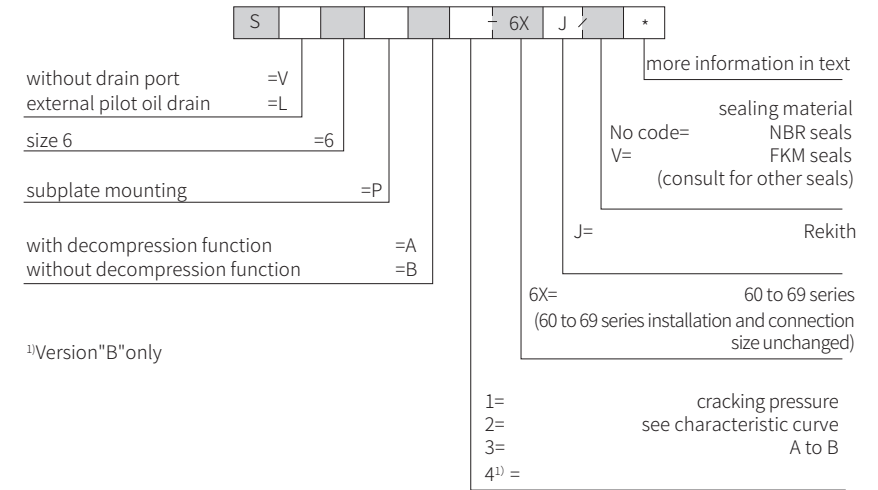 S - 6X J / *
without drain port =V
external pilot oil drain =L
size 6 =6
subplate mounting =P
with decompression function =A
without decompression function =B
1)Version"B"only
more information in text
sealing material
No code= NBR seals
V= FKM seals
(consult for other seals)
J= Rekith
6X= 60 to 69 series
(60 to 69 series installation and connection
size unchanged)
1= cracking pressure
2= see characteristic curve
3= A to B
41) =